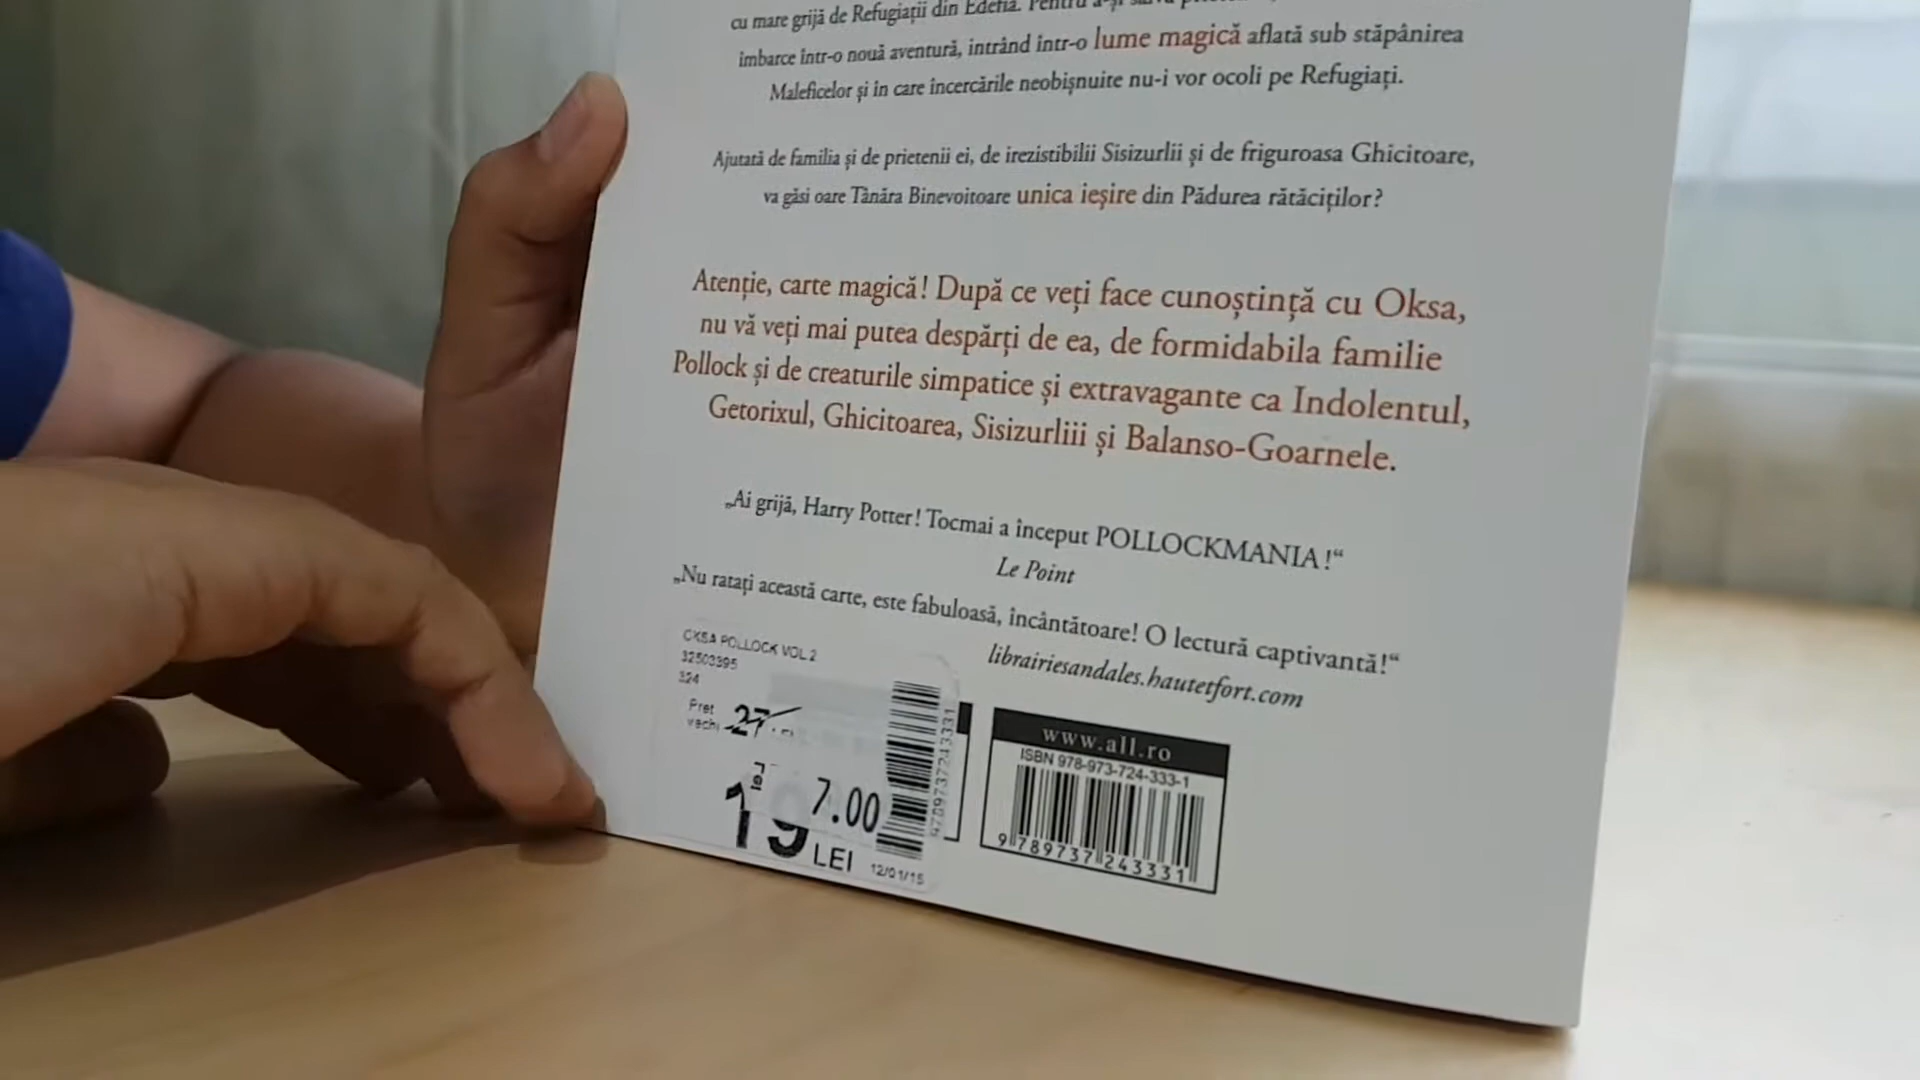 cu mare grijă de Refugiații din Edefia. Pentru a-și salva
îmbarce într-o nouă aventură, intrând într-o lume magică aflată sub stăpânirea
Maleficelor și în care încercările neobișnuite nu-i vor ocoli pe Refugiați.
Ajutată de familia și de prietenii ei, de irezistibilii Sisizurlii și de friguroasa Ghicitoare,
va găsi oare Tânăra Binevoitoare unica ieșire din Pădurea rătăciților?
Atenție, carte magică! După ce veți face cunoștință cu Oksa,
nu vă veți mai putea despărți de ea, de formidabila familie
Pollock și de creaturile simpatice și extravagante ca Indolentul,
Getorixul, Ghicitoarea, Sisizurliii și Balanso-Goarnele.
„Ai grijă, Harry Potter! Tocmai a început POLLOCKMANIA!“
Le Point
„Nu ratați această carte, este fabuloasă, încântătoare! O lectură captivantă!“
librairiesandales.hautetfort.com
OKSA POLLOCK VOL 2
32503395
324
Pret vechi 27 LEI
Lei 7.00
19 LEI
12/01/15
9789737243331
www.all.ro
ISBN 978-973-724-333-1
9 789737 243331